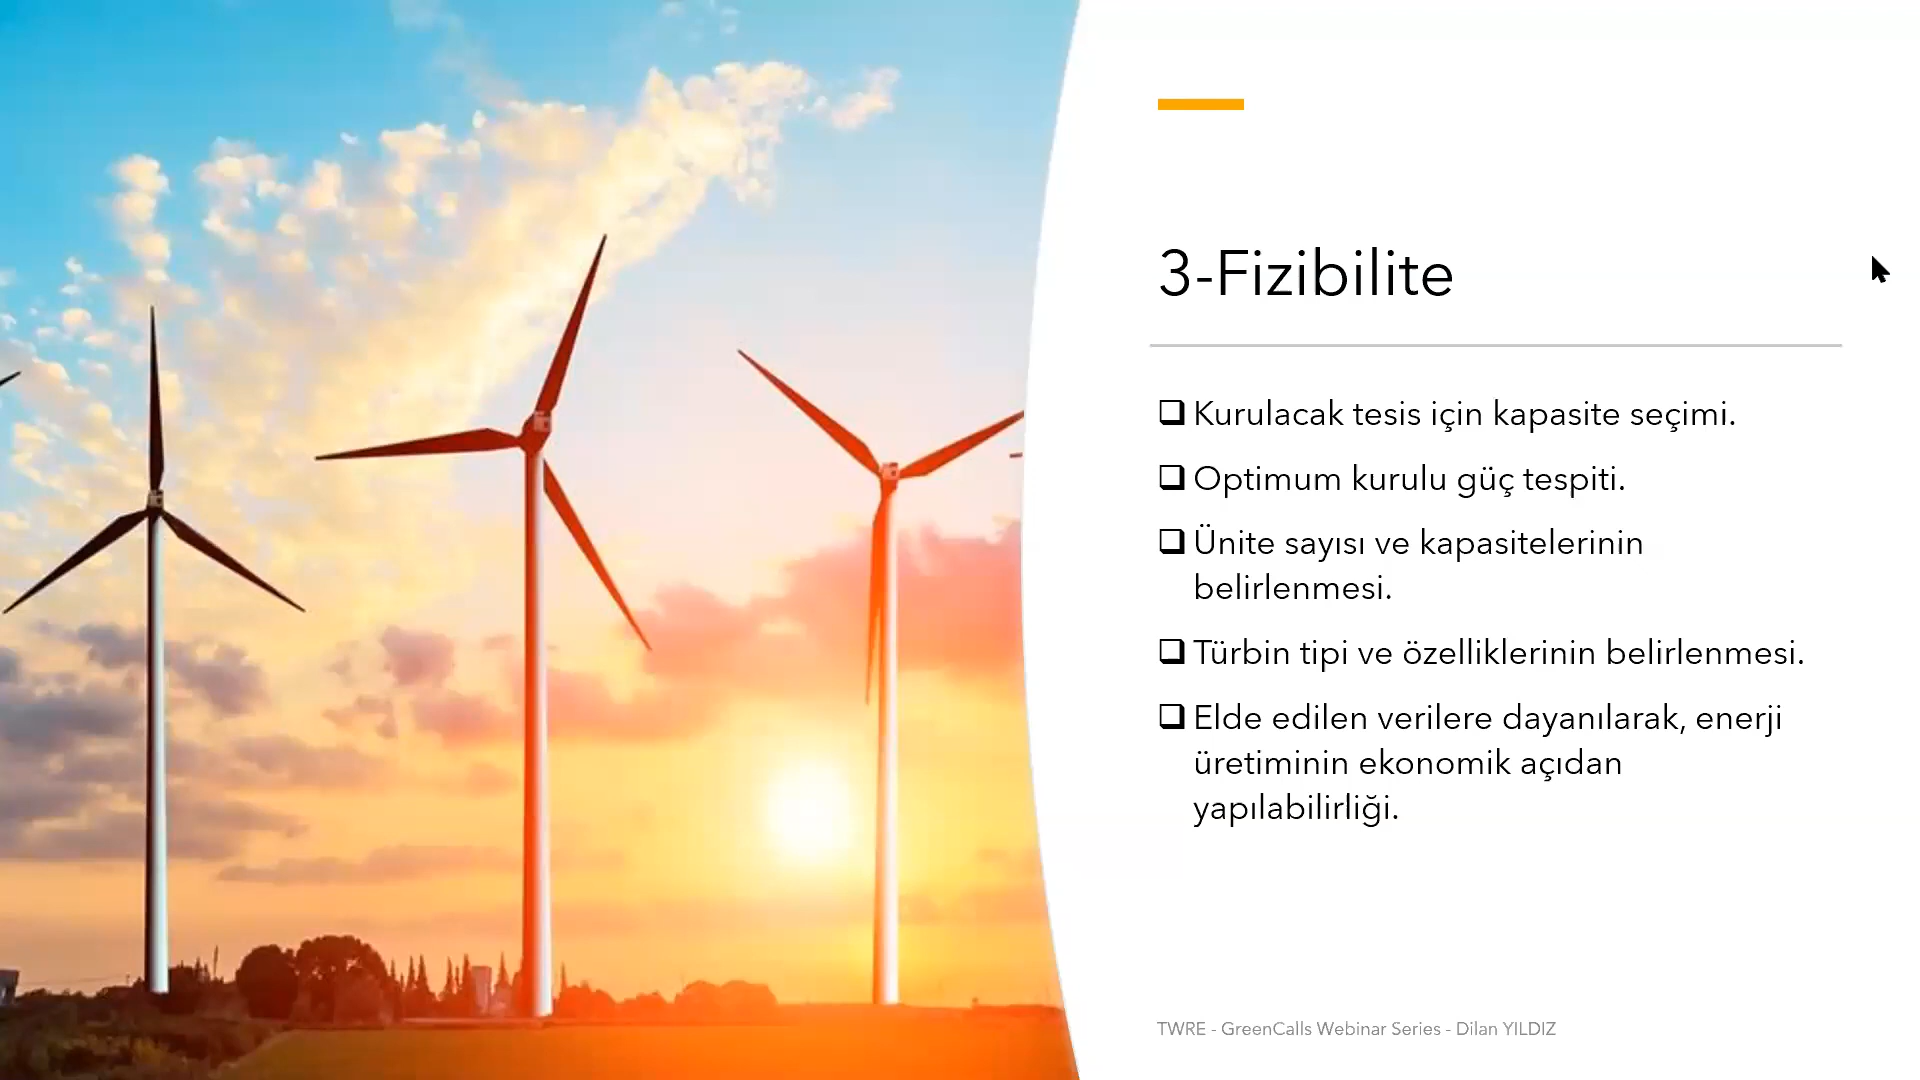 3-Fizibilite
Kurulacak tesis için kapasite seçimi.
Optimum kurulu güç tespiti.
Ünite sayısı ve kapasitelerinin
belirlenmesi.
Türbin tipi ve özelliklerinin belirlenmesi.
Elde edilen verilere dayanılarak, enerji
üretiminin ekonomik açıdan
yapılabilirliği.
TWRE - GreenCalls Webinar Series - Dilan YILDIZ